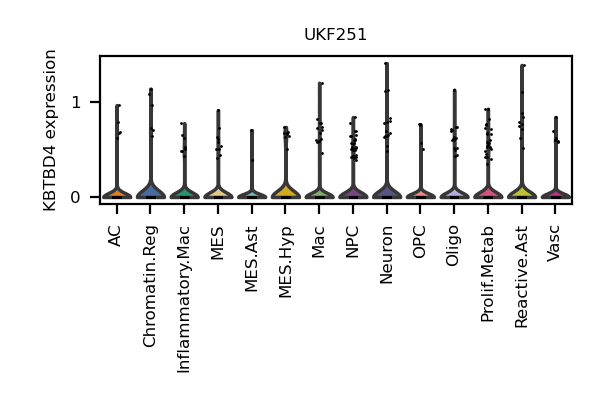 UKF251
KBTBD4 expression
1
0
AC
Chromatin.Reg
Inflammatory.Mac
MES
MES.Ast
MES.Hyp
Mac
NPC
Neuron
OPC
Oligo
Prolif.Metab
Reactive.Ast
Vasc